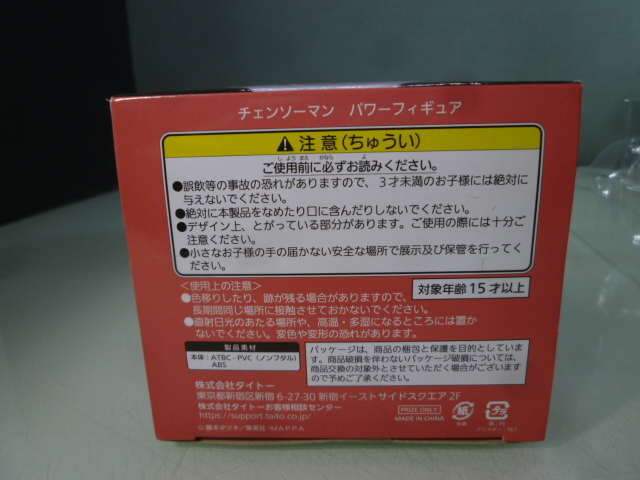 チェンソーマン パワーフィギュア
注意(ちゅうい)
ご使用前に必ずお読みください。
●誤飲等の事故の恐れがありますので、3才未満のお子様には絶対に
与えないでください。
●絶対に本製品をなめたり口に含んだりしないでください。
●デザイン上、とがっている部分があります。ご使用の際には十分ご
注意ください。
●小さなお子様の手の届かない安全な場所で展示及び保管を行ってく
ださい。
<使用上の注意>
対象年齢15才以上
●色移りしたり、跡が残る場合がありますので、
長期間同じ場所に接触させておかないでください。
●直射日光のあたる場所や、高温・多湿になるところには置か
ないでください。変色や変形の恐れがあります。
製品素材
本体:ATBC-PVC(ノンフタル)
ABS
パッケージは、商品の梱包と保護を目的としていま
す。商品破損を伴わないパッケージ破損については、
商品交換の対象外とさせていただく場合がございます
ので予めご了承ください。
株式会社タイトー
東京都新宿区新宿6-27-30 新宿イーストサイドスクエア 2F
株式会社タイトーお客様相談センター
https://support.taito.co.jp/
©藤本タツキ/集英社・MAPPA
PRIZE ONLY
MADE IN CHINA
紙
プラ